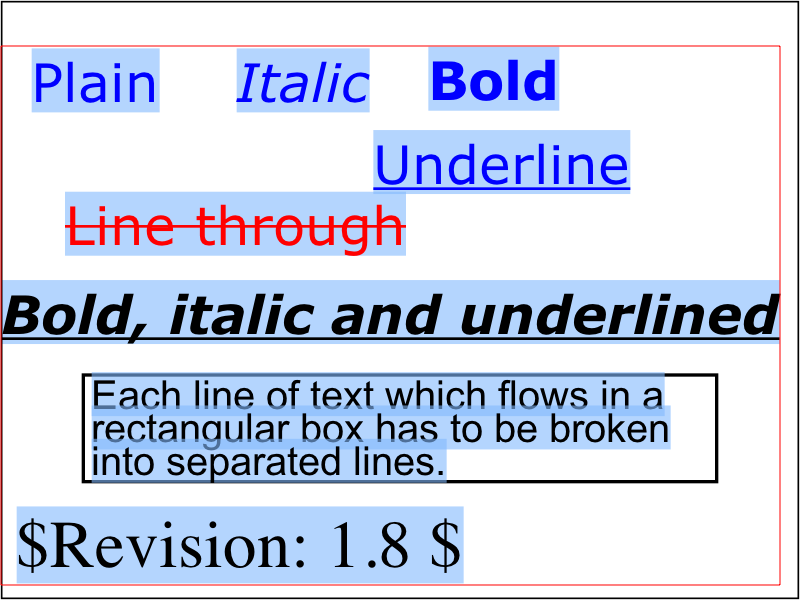 Plain Italic Bold
Underline
Line through
Bold, italic and underlined
Each line of text which flows in a
rectangular box has to be broken
into separated lines.
$Revision: 1.8 $